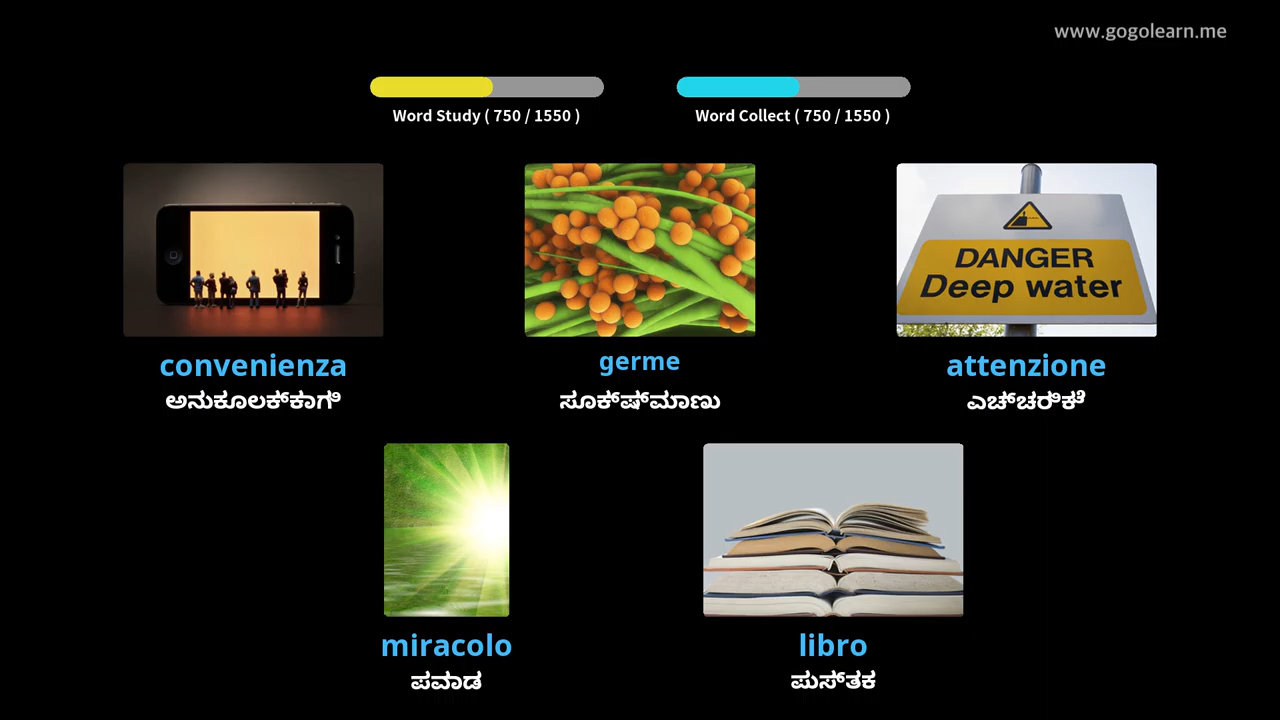 www.gogolearn.me
Word Study ( 750 / 1550 )
Word Collect ( 750 / 1550 )
DANGER
Deep water
convenienza
germe
attenzione
ಅನುಕೂಲಕ್ಕಾಗಿ
ಸೂಕ್ಷ್ಮಾಣು
ಎಚ್ಚರಿಕೆ
miracolo
libro
ಪವಾಡ
ಪುಸ್ತಕ